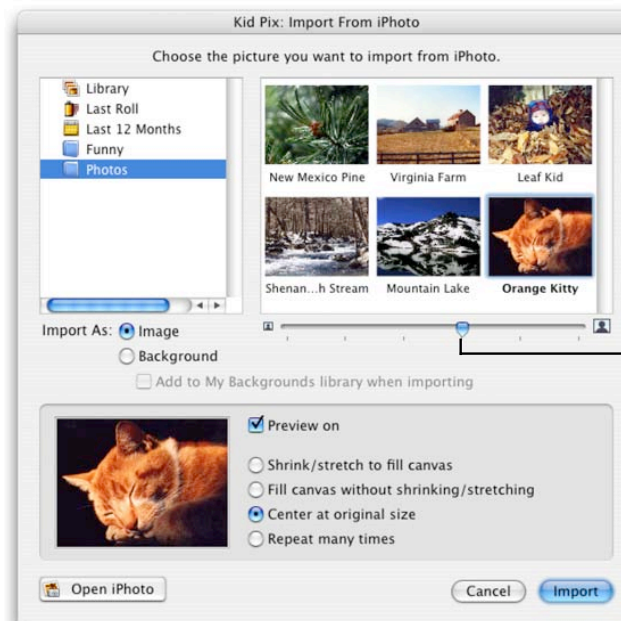 Kid Pix: Import From iPhoto
Choose the picture you want to import from iPhoto.
Library
Last Roll
Last 12 Months
Funny
Photos
New Mexico Pine
Virginia Farm
Leaf Kid
Shenan...h Stream
Mountain Lake
Orange Kitty
Import As:
Image
Background
Add to My Backgrounds library when importing
Preview on
Shrink/stretch to fill canvas
Fill canvas without shrinking/stretching
Center at original size
Repeat many times
Open iPhoto
Cancel
Import